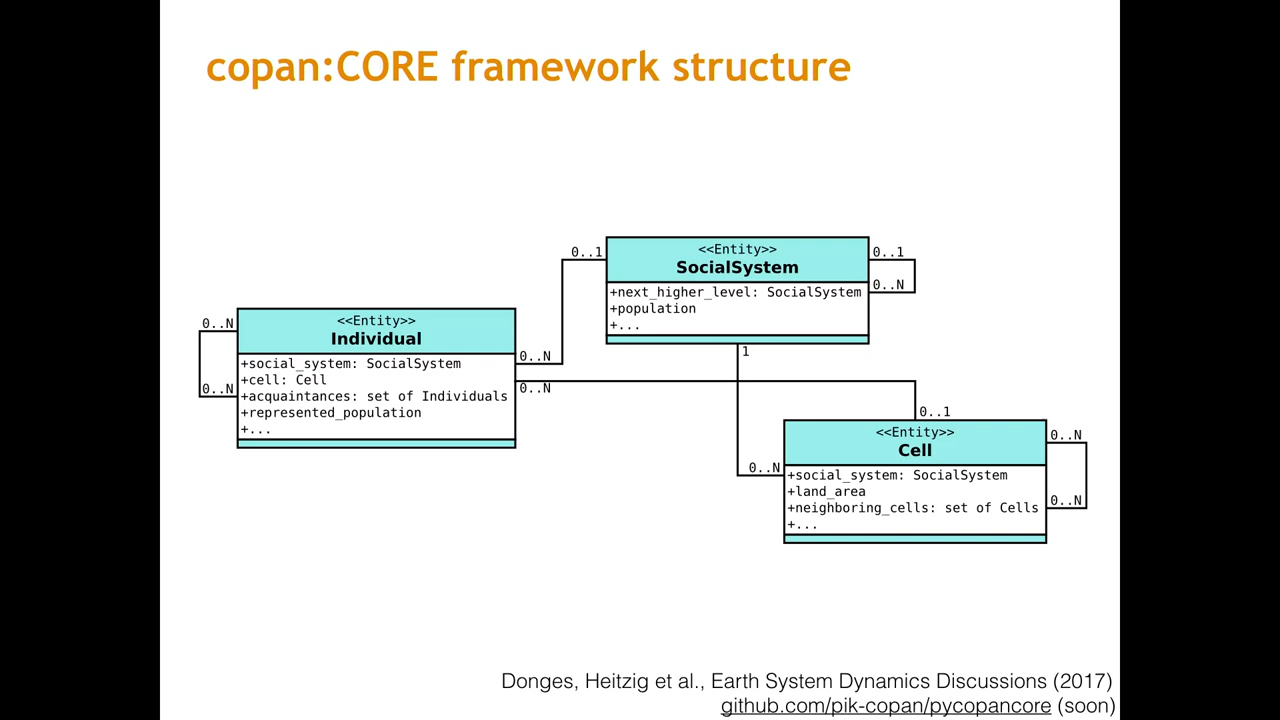 copan:CORE framework structure
<<Entity>>
SocialSystem
+next_higher_level: SocialSystem
+population
+...
0..1
0..1
0..N
1
<<Entity>>
Individual
+social_system: SocialSystem
+cell: Cell
+acquaintances: set of Individuals
+represented_population
+...
0..N
0..N
0..N
0..N
0..1
<<Entity>>
Cell
+social_system: SocialSystem
+land_area
+neighboring_cells: set of Cells
+...
0..N
0..N
0..N
Donges, Heitzig et al., Earth System Dynamics Discussions (2017)
github.com/pik-copan/pycopancore (soon)